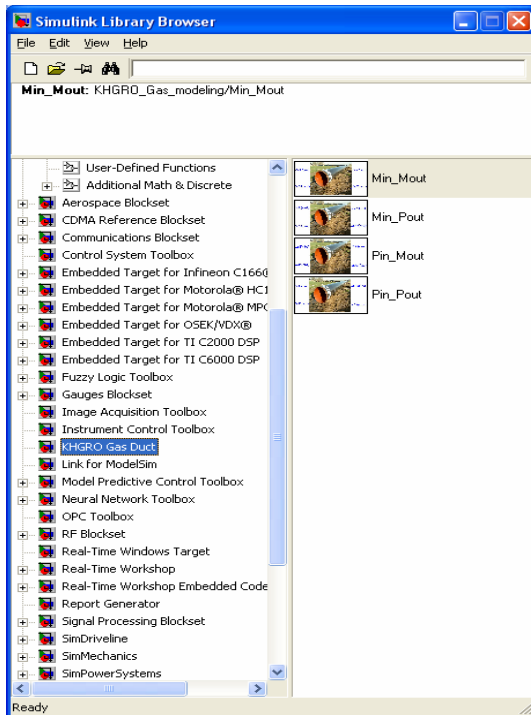 Simulink Library Browser
File Edit View Help
Min_Mout: KHGRO_Gas_modeling/Min_Mout
User-Defined Functions
Additional Math & Discrete
Aerospace Blockset
CDMA Reference Blockset
Communications Blockset
Control System Toolbox
Embedded Target for Infineon C166®
Embedded Target for Motorola® HC1
Embedded Target for Motorola® MPC
Embedded Target for OSEK/VDX®
Embedded Target for TI C2000 DSP
Embedded Target for TI C6000 DSP
Fuzzy Logic Toolbox
Gauges Blockset
Image Acquisition Toolbox
Instrument Control Toolbox
KHGRO Gas Duct
Link for ModelSim
Model Predictive Control Toolbox
Neural Network Toolbox
OPC Toolbox
RF Blockset
Real-Time Windows Target
Real-Time Workshop
Real-Time Workshop Embedded Code
Report Generator
Signal Processing Blockset
SimDriveline
SimMechanics
SimPowerSystems
Min_Mout
Min_Pout
Pin_Mout
Pin_Pout
Ready